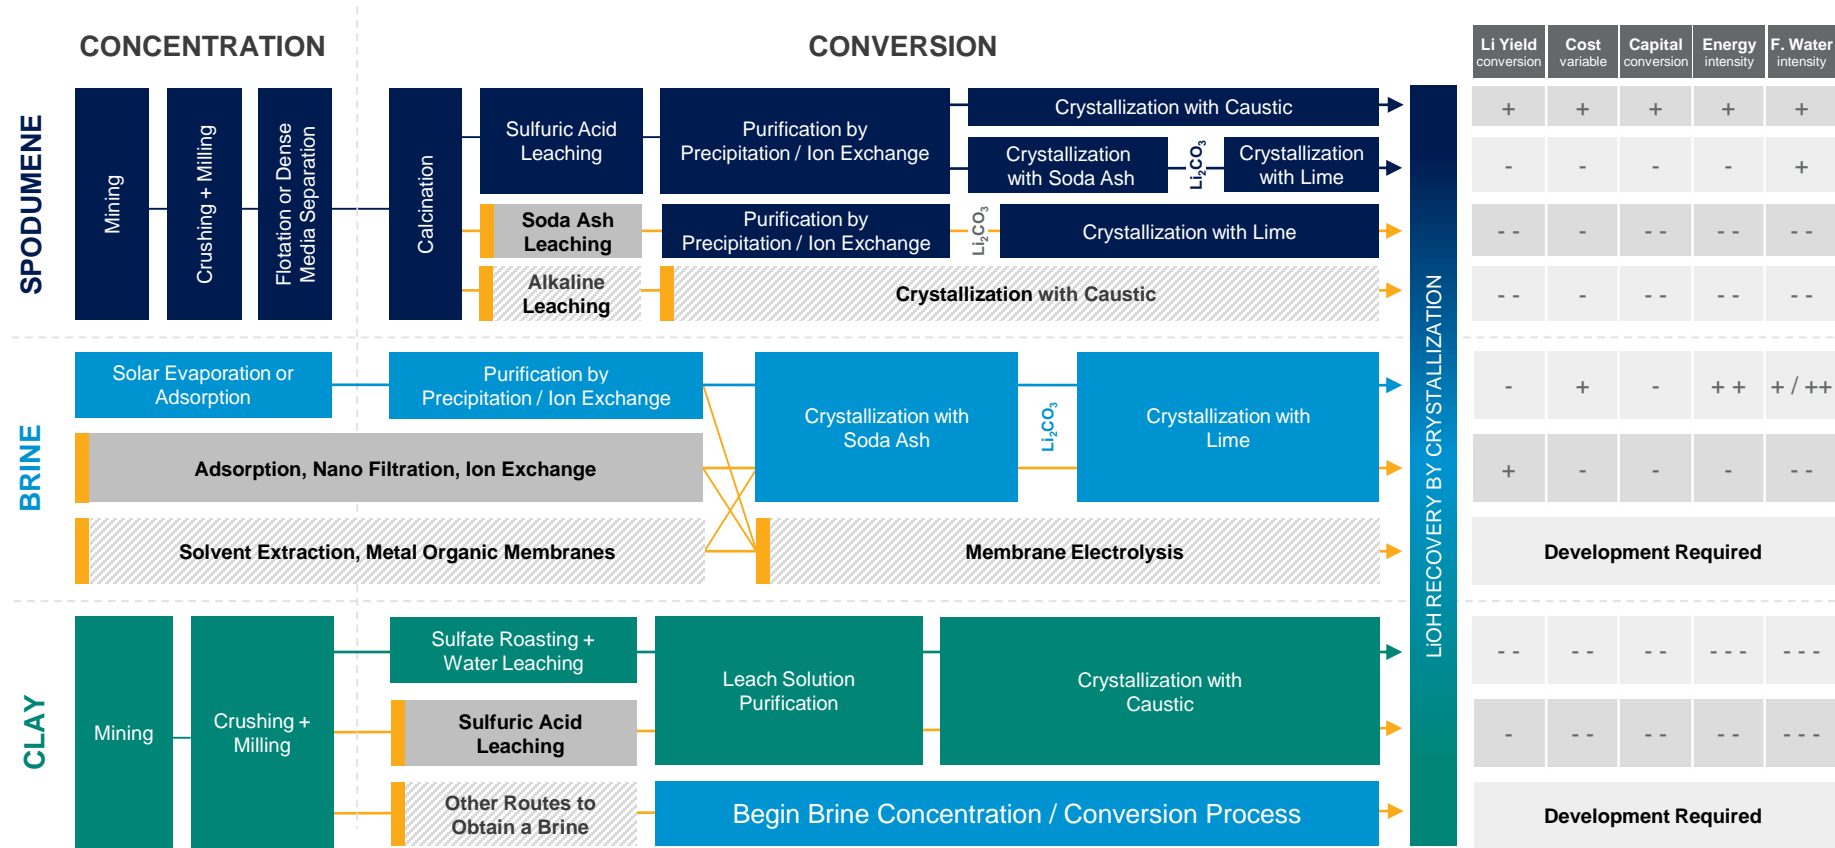 CONCENTRATION
CONVERSION
Li Yield
conversion
Cost
variable
Capital
conversion
Energy
intensity
F. Water
intensity
SPODUMENE
Mining
Crushing + Milling
Flotation or Dense
Media Separation
Calcination
Sulfuric Acid
Leaching
Purification by
Precipitation / Ion Exchange
Crystallization with Caustic
+ + + + +
Crystallization
with Soda Ash
Li₂CO₃
Crystallization
with Lime
- - - - +
Soda Ash
Leaching
Purification by
Precipitation / Ion Exchange
Li₂CO₃
Crystallization with Lime
- - - - - - - - -
Alkaline
Leaching
Crystallization with Caustic
- - - - - - - - -
LiOH RECOVERY BY CRYSTALLIZATION
BRINE
Solar Evaporation or
Adsorption
Purification by
Precipitation / Ion Exchange
Crystallization with
Soda Ash
Li₂CO₃
Crystallization with
Lime
- + - + + + / ++
Adsorption, Nano Filtration, Ion Exchange
+ - - - - -
Solvent Extraction, Metal Organic Membranes
Membrane Electrolysis
Development Required
CLAY
Mining
Crushing +
Milling
Sulfate Roasting +
Water Leaching
Leach Solution
Purification
Crystallization with
Caustic
- - - - - - - - - - - -
Sulfuric Acid
Leaching
- - - - - - - - - -
Other Routes to
Obtain a Brine
Begin Brine Concentration / Conversion Process
Development Required